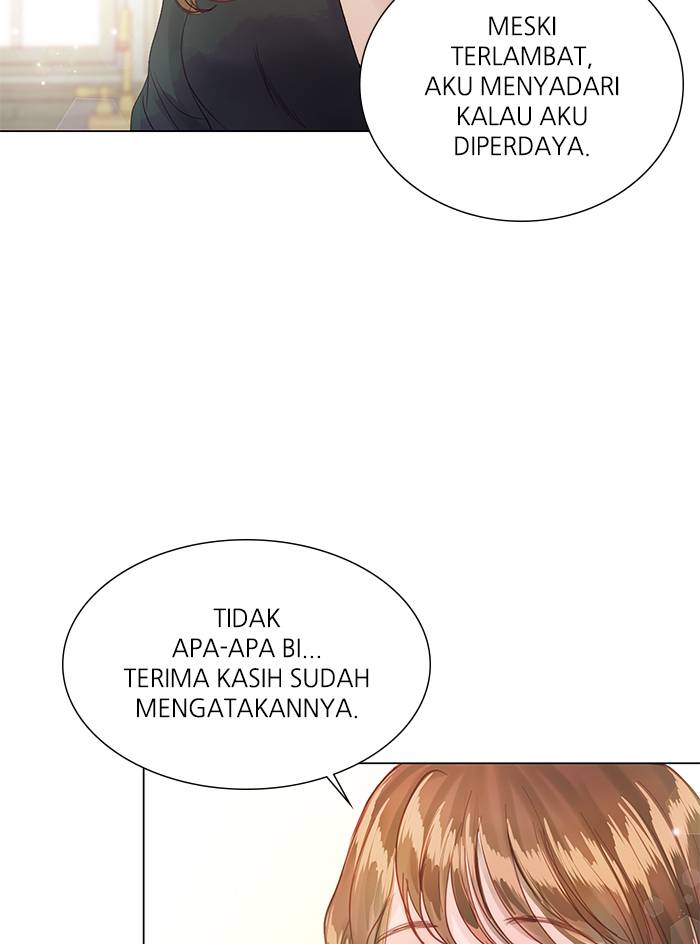 MESKI
TERLAMBAT,
AKU MENYADARI
KALAU AKU
DIPERDAYA.
TIDAK
APA-APA BI...
TERIMA KASIH SUDAH
MENGATAKANNYA.